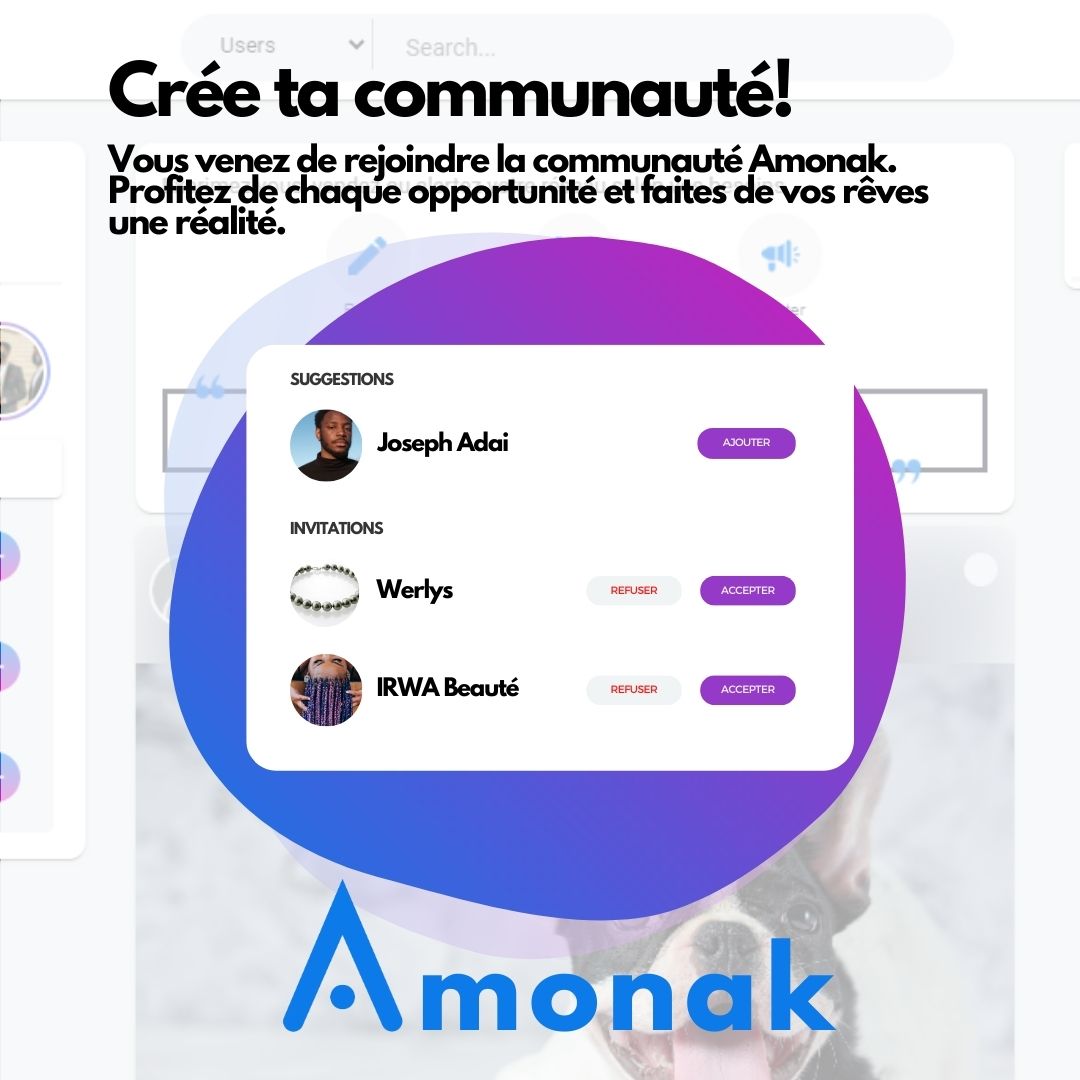 Users
Search...
Crée ta communauté!
Vous venez de rejoindre la communauté Amonak.
Profitez de chaque opportunité et faites de vos rêves
une réalité.
SUGGESTIONS
Joseph Adai
AJOUTER
INVITATIONS
Werlys
REFUSER
ACCEPTER
IRWA Beauté
REFUSER
ACCEPTER
Amonak